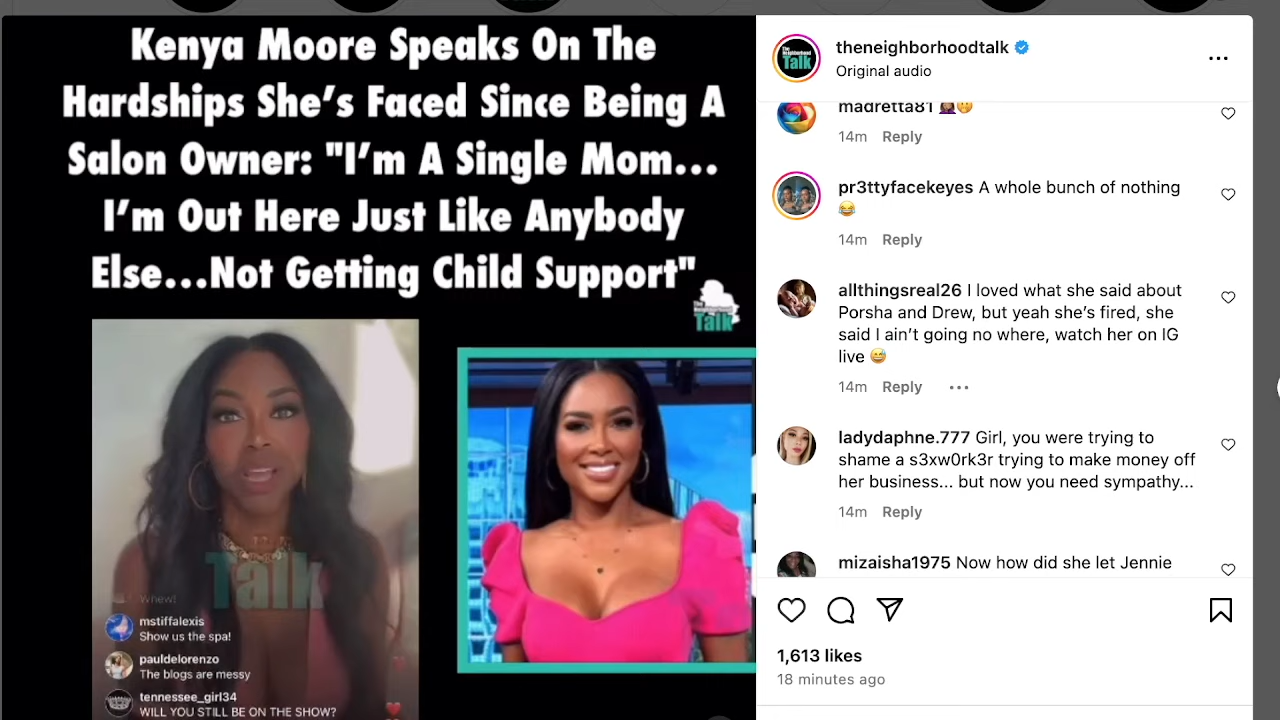 Kenya Moore Speaks On The
Hardships She’s Faced Since Being A
Salon Owner: "I’m A Single Mom...
I’m Out Here Just Like Anybody
Else...Not Getting Child Support"
The
Neighborhood
Talk
Talk
Whew!
mstiffalexis
Show us the spa!
pauldelorenzo
The blogs are messy
tennessee_girl34
WILL YOU STILL BE ON THE SHOW?
The
Neighborhood
Talk
theneighborhoodtalk
Original audio
madretta81 🤦🏾‍♀️🤫
14m Reply
pr3ttyfacekeyes A whole bunch of nothing
😂
14m Reply
allthingsreal26 I loved what she said about
Porsha and Drew, but yeah she’s fired, she
said I ain’t going no where, watch her on IG
live 😅
14m Reply
ladydaphne.777 Girl, you were trying to
shame a s3xw0rk3r trying to make money off
her business... but now you need sympathy...
14m Reply
mizaisha1975 Now how did she let Jennie
1,613 likes
18 minutes ago